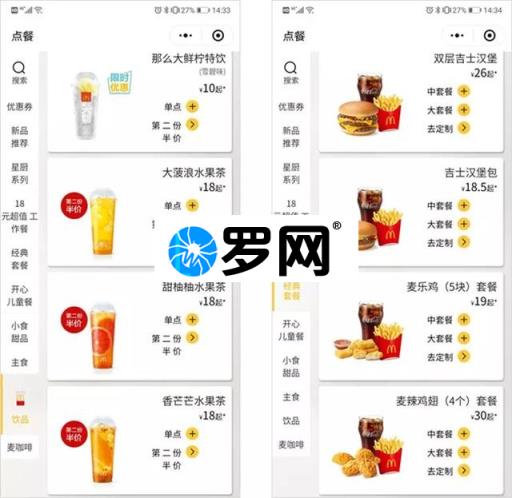 27% 14:33
点餐
搜索
优惠券
新品
推荐
星厨
系列
18
元超值 工
作餐
经典
套餐
开心
儿童餐
小食
甜品
主食
饮品
麦咖啡
那么大鲜柠特饮
(雪碧味)
限时
优惠
¥10起*
单点
第二份
半价
大菠浪水果茶
第二份
半价
¥18起*
单点
甜柚柚水果茶
第二份
半价
¥18起*
单点
第二份
半价
香芒芒水果茶
第二份
半价
¥18起*
单点
第二份
半价
罗网®
27% 14:34
点餐
搜索
优惠券
新品
推荐
星厨
系列
18
元超值 工
经典
套餐
开心
儿童餐
小食
甜品
主食
饮品
麦咖啡
双层吉士汉堡
¥26起*
中套餐
大套餐
去定制
吉士汉堡包
¥18.5起*
中套餐
大套餐
去定制
麦乐鸡（5块）套餐
¥19起*
中套餐
大套餐
去定制
麦辣鸡翅（4个）套餐
¥30起*
中套餐
大套餐
去定制